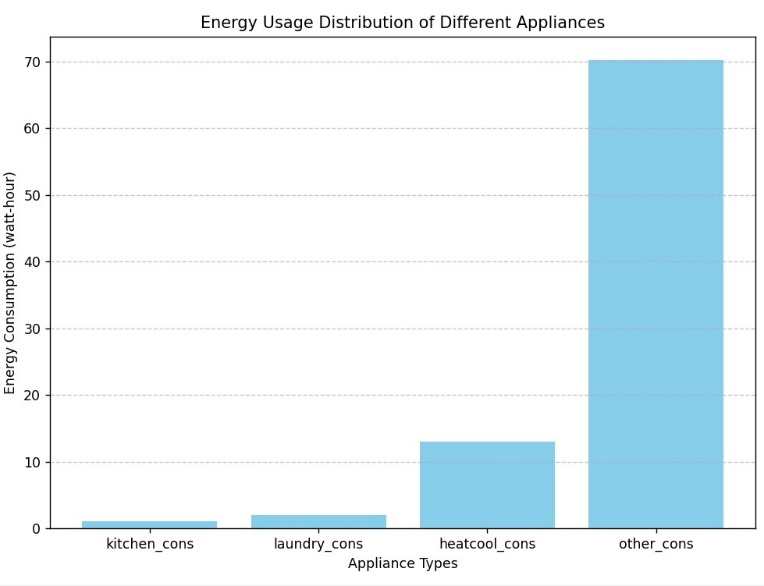 Energy Usage Distribution of Different Appliances
Energy Consumption (watt-hour)
70
60
50
40
30
20
10
0
kitchen_cons laundry_cons heatcool_cons other_cons
Appliance Types